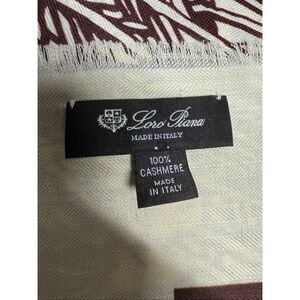 Loro Piana
MADE IN ITALY
100%
CASHMERE
MADE
IN ITALY